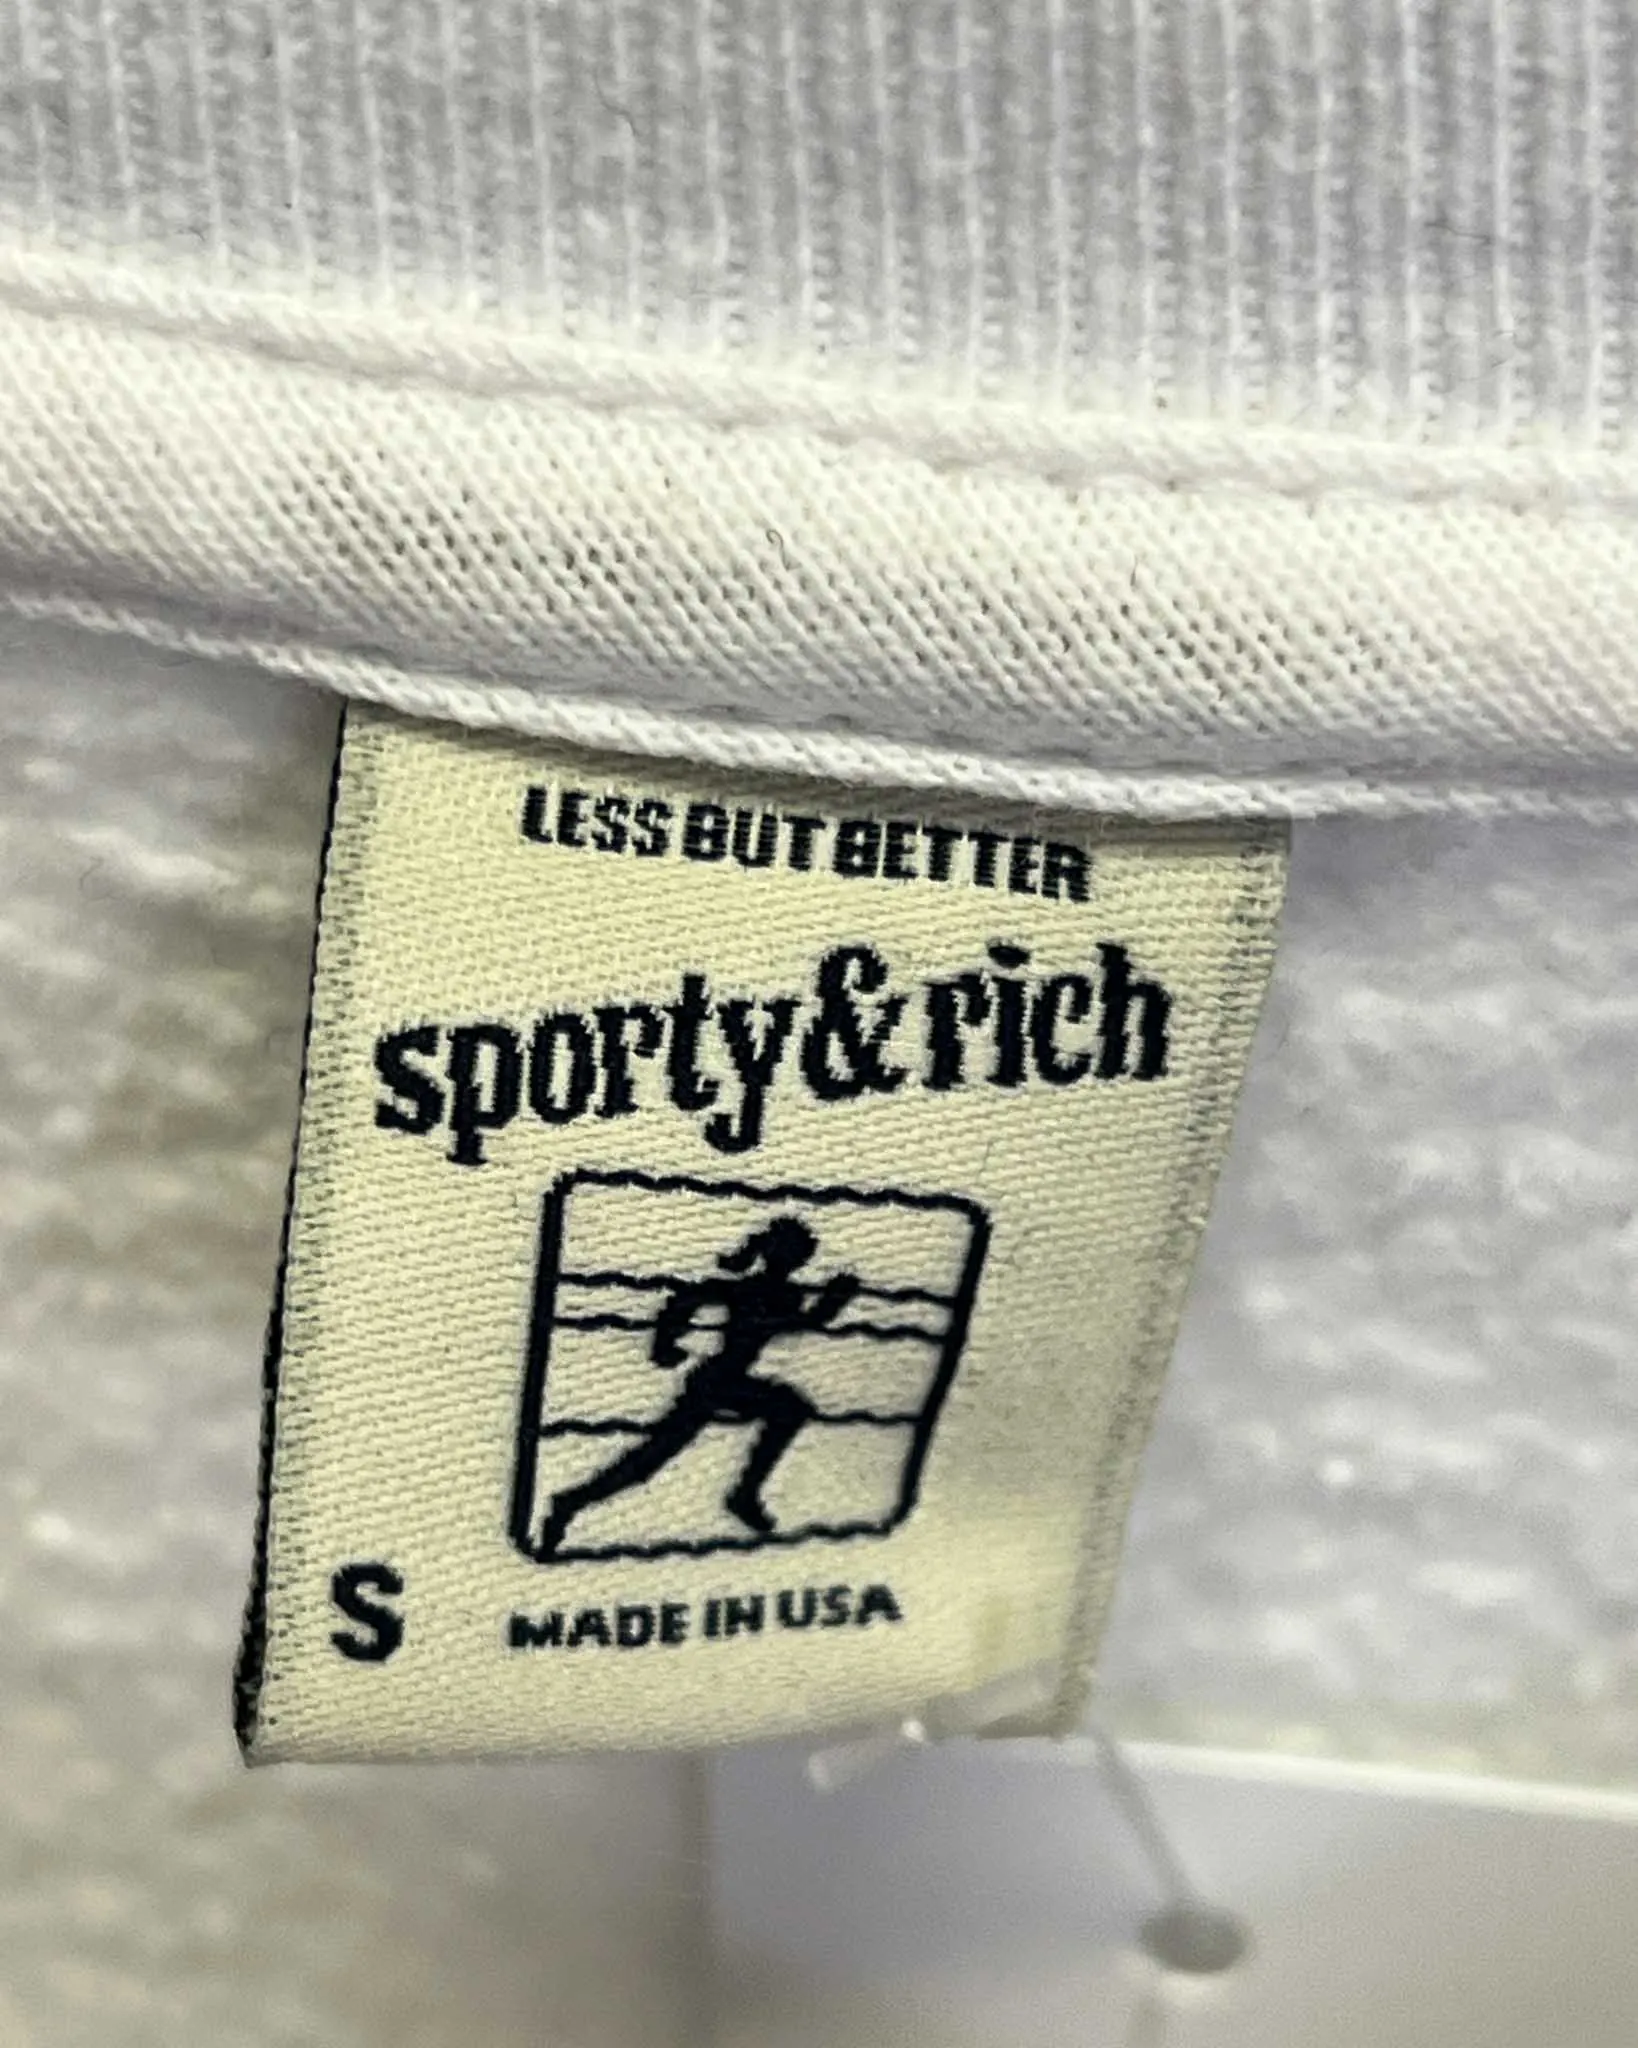 LESS BUT BETTER
sporty & rich
S
MADE IN USA